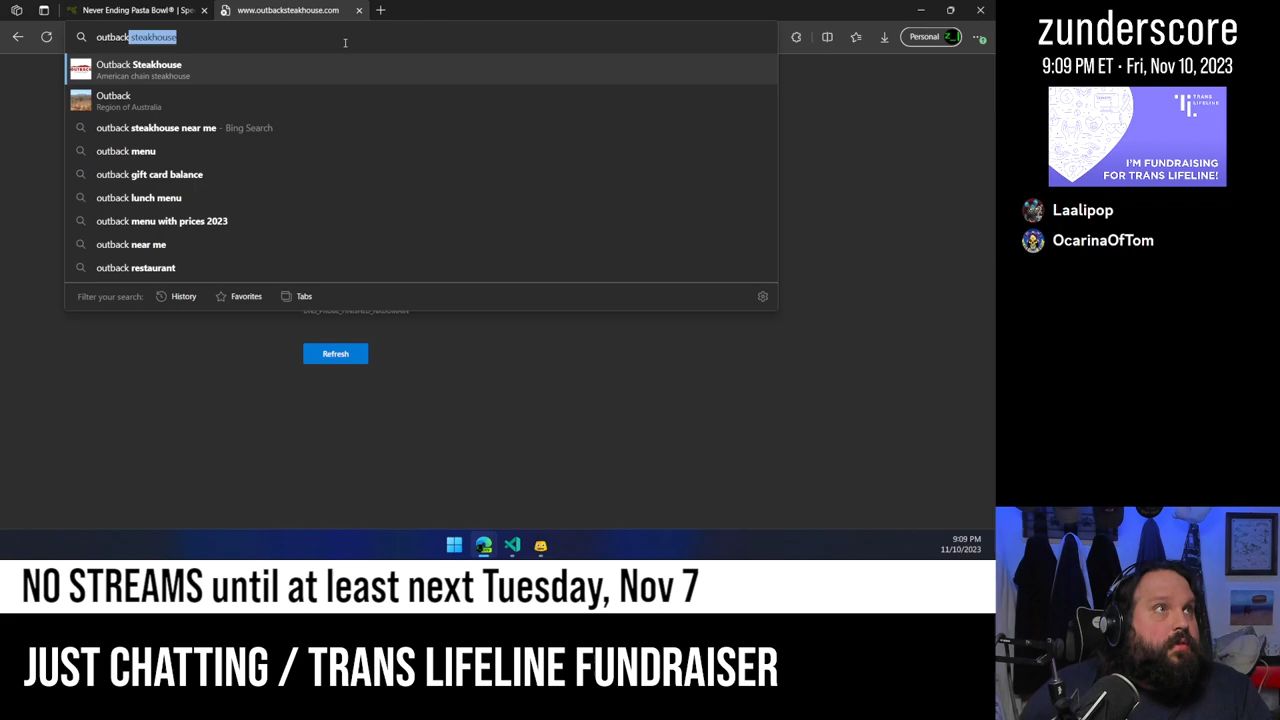 Never Ending Pasta Bowl® | Spe
www.outbacksteakhouse.com
outback steakhouse
Personal
Outback Steakhouse
American chain steakhouse
Outback
Region of Australia
outback steakhouse near me - Bing Search
outback menu
outback gift card balance
outback lunch menu
outback menu with prices 2023
outback near me
outback restaurant
Filter your search:
History
Favorites
Tabs
Refresh
9:09 PM
11/10/2023
NO STREAMS until at least next Tuesday, Nov 7
JUST CHATTING / TRANS LIFELINE FUNDRAISER
zunderscore
9:09 PM ET · Fri, Nov 10, 2023
TRANS
LIFELINE
I'M FUNDRAISING
FOR TRANS LIFELINE!
Laalipop
OcarinaOfTom